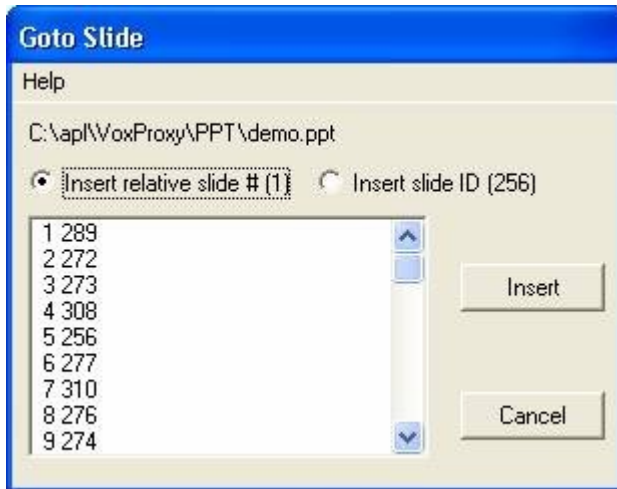 Goto Slide
Help
C:\apl\VoxProxy\PPT\demo.ppt
Insert relative slide # (1) Insert slide ID (256)
1 289
2 272
3 273
4 308
5 256
6 277
7 310
8 276
9 274
Insert
Cancel